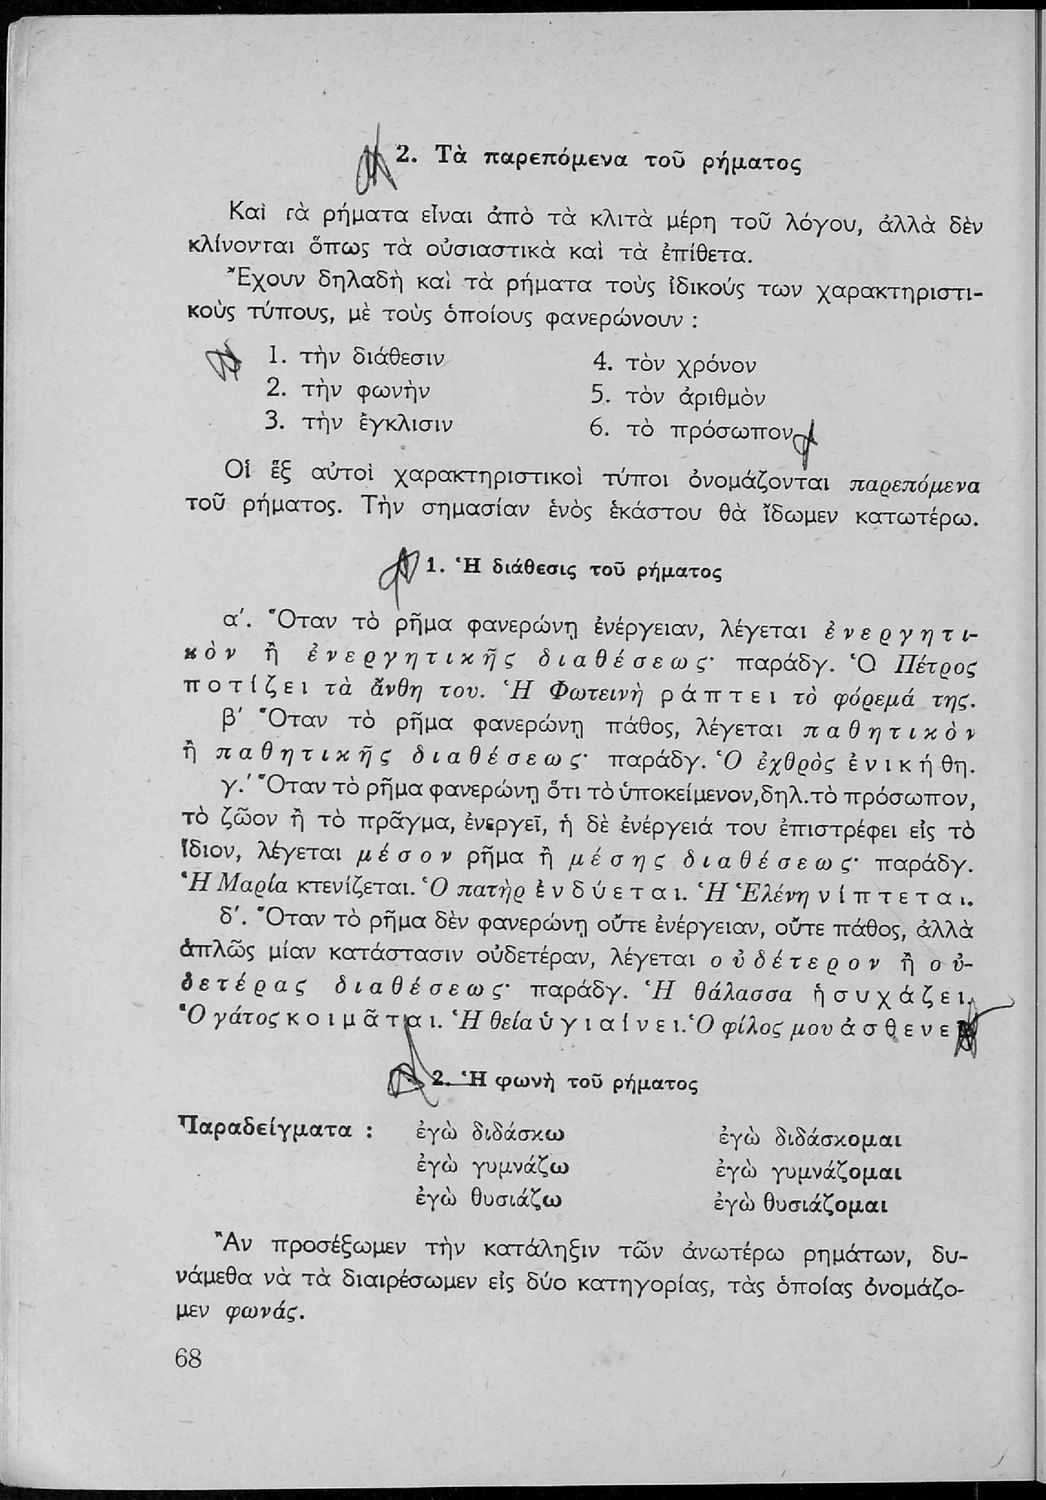 2. Τὰ παρεπόμενα τοῦ ρήματος
Καὶ τὰ ρήματα εἶναι ἀπὸ τὰ κλιτὰ μέρη τοῦ λόγου, ἀλλὰ δὲν
κλίνονται ὅπως τὰ οὐσιαστικὰ καὶ τὰ ἐπίθετα.
Ἔχουν δηλαδὴ καὶ τὰ ρήματα τοὺς ἰδικούς των χαρακτηριστι-
κοὺς τύπους, μὲ τοὺς ὁποίους φανερώνουν :
1. τὴν διάθεσιν
2. τὴν φωνὴν
3. τὴν ἔγκλισιν
4. τὸν χρόνον
5. τὸν ἀριθμὸν
6. τὸ πρόσωπον
Οἱ ἓξ αὐτοὶ χαρακτηριστικοὶ τύποι ὀνομάζονται παρεπόμενα
τοῦ ρήματος. Τὴν σημασίαν ἑνὸς ἑκάστου θὰ ἴδωμεν κατωτέρω.
1. Ἡ διάθεσις τοῦ ρήματος
α'. Ὅταν τὸ ρῆμα φανερώνῃ ἐνέργειαν, λέγεται ἐνεργητι-
κὸν ἢ ἐνεργητικῆς διαθέσεως· παράδγ. Ὁ Πέτρος
ποτίζει τὰ ἄνθη του. Ἡ Φωτεινὴ ράπτει τὸ φόρεμά της.
β' Ὅταν τὸ ρῆμα φανερώνῃ πάθος, λέγεται παθητικὸν
ἢ παθητικῆς διαθέσεως· παράδγ. Ὁ ἐχθρὸς ἐνικήθη.
γ.' Ὅταν τὸ ρῆμα φανερώνῃ ὅτι τὸ ὑποκείμενον, δηλ. τὸ πρόσωπον,
τὸ ζῶον ἢ τὸ πρᾶγμα, ἐνεργεῖ, ἡ δὲ ἐνέργειά του ἐπιστρέφει εἰς τὸ
ἴδιον, λέγεται μέσον ρῆμα ἢ μέσης διαθέσεως· παράδγ.
Ἡ Μαρία κτενίζεται. Ὁ πατὴρ ἐνδύεται. Ἡ Ἑλένη νίπτεται.
δ'. Ὅταν τὸ ρῆμα δὲν φανερώνῃ οὔτε ἐνέργειαν, οὔτε πάθος, ἀλλὰ
ἁπλῶς μίαν κατάστασιν οὐδετέραν, λέγεται οὐδέτερον ἢ οὐ-
δετέρας διαθέσεως· παράδγ. Ἡ θάλασσα ἡσυχάζει.
Ὁ γάτος κοιμᾶται. Ἡ θεία ὑγιαίνει. Ὁ φίλος μου ἀσθενεῖ
2. Ἡ φωνὴ τοῦ ρήματος
Παραδείγματα : ἐγὼ διδάσκω ἐγὼ διδάσκομαι
ἐγὼ γυμνάζω ἐγὼ γυμνάζομαι
ἐγὼ θυσιάζω ἐγὼ θυσιάζομαι
Ἂν προσέξωμεν τὴν κατάληξιν τῶν ἀνωτέρω ρημάτων, δυ-
νάμεθα νὰ τὰ διαιρέσωμεν εἰς δύο κατηγορίας, τὰς ὁποίας ὀνομάζο-
μεν φωνάς.
68